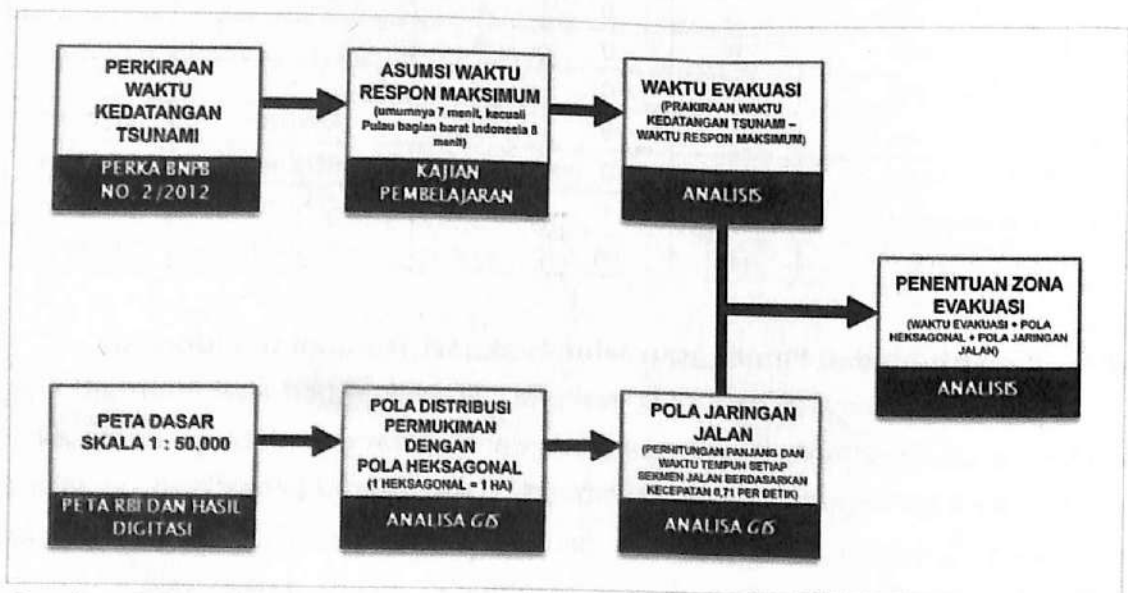 PERKIRAAN
WAKTU
KEDATANGAN
TSUNAMI
PERKA BNPB
NO. 2/2012
ASUMSI WAKTU
RESPON MAKSIMUM
(umumnya 7 menit, kecuali
Pulau bagian barat Indonesia 8
menit)
KAJIAN
PEMBELAJARAN
WAKTU EVAKUASI
(PRAKIRAAN WAKTU
KEDATANGAN TSUNAMI –
WAKTU RESPON MAKSIMUM)
ANALISIS
PENENTUAN ZONA
EVAKUASI
(WAKTU EVAKUASI + POLA
HEKSAGONAL + POLA JARINGAN
JALAN)
ANALISIS
PETA DASAR
SKALA 1 : 50.000
PETA RBI DAN HASIL
DIGITASI
POLA DISTRIBUSI
PERMUKIMAN
DENGAN
POLA HEKSAGONAL
(1 HEKSAGONAL = 1 HA)
ANALISA GIS
POLA JARINGAN
JALAN
(PERHITUNGAN PANJANG DAN
WAKTU TEMPUH SETIAP
SEKMEN JALAN BERDASARKAN
KECEPATAN 0,71 PER DETIK)
ANALISA GIS